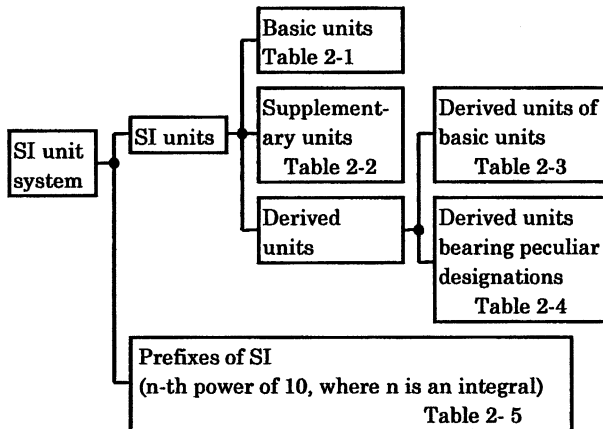 SI unit
system
SI units
Basic units
Table 2-1
Supplement-
ary units
Table 2-2
Derived
units
Derived units of
basic units
Table 2-3
Derived units
bearing peculiar
designations
Table 2-4
Prefixes of SI
(n-th power of 10, where n is an integral)
Table 2- 5